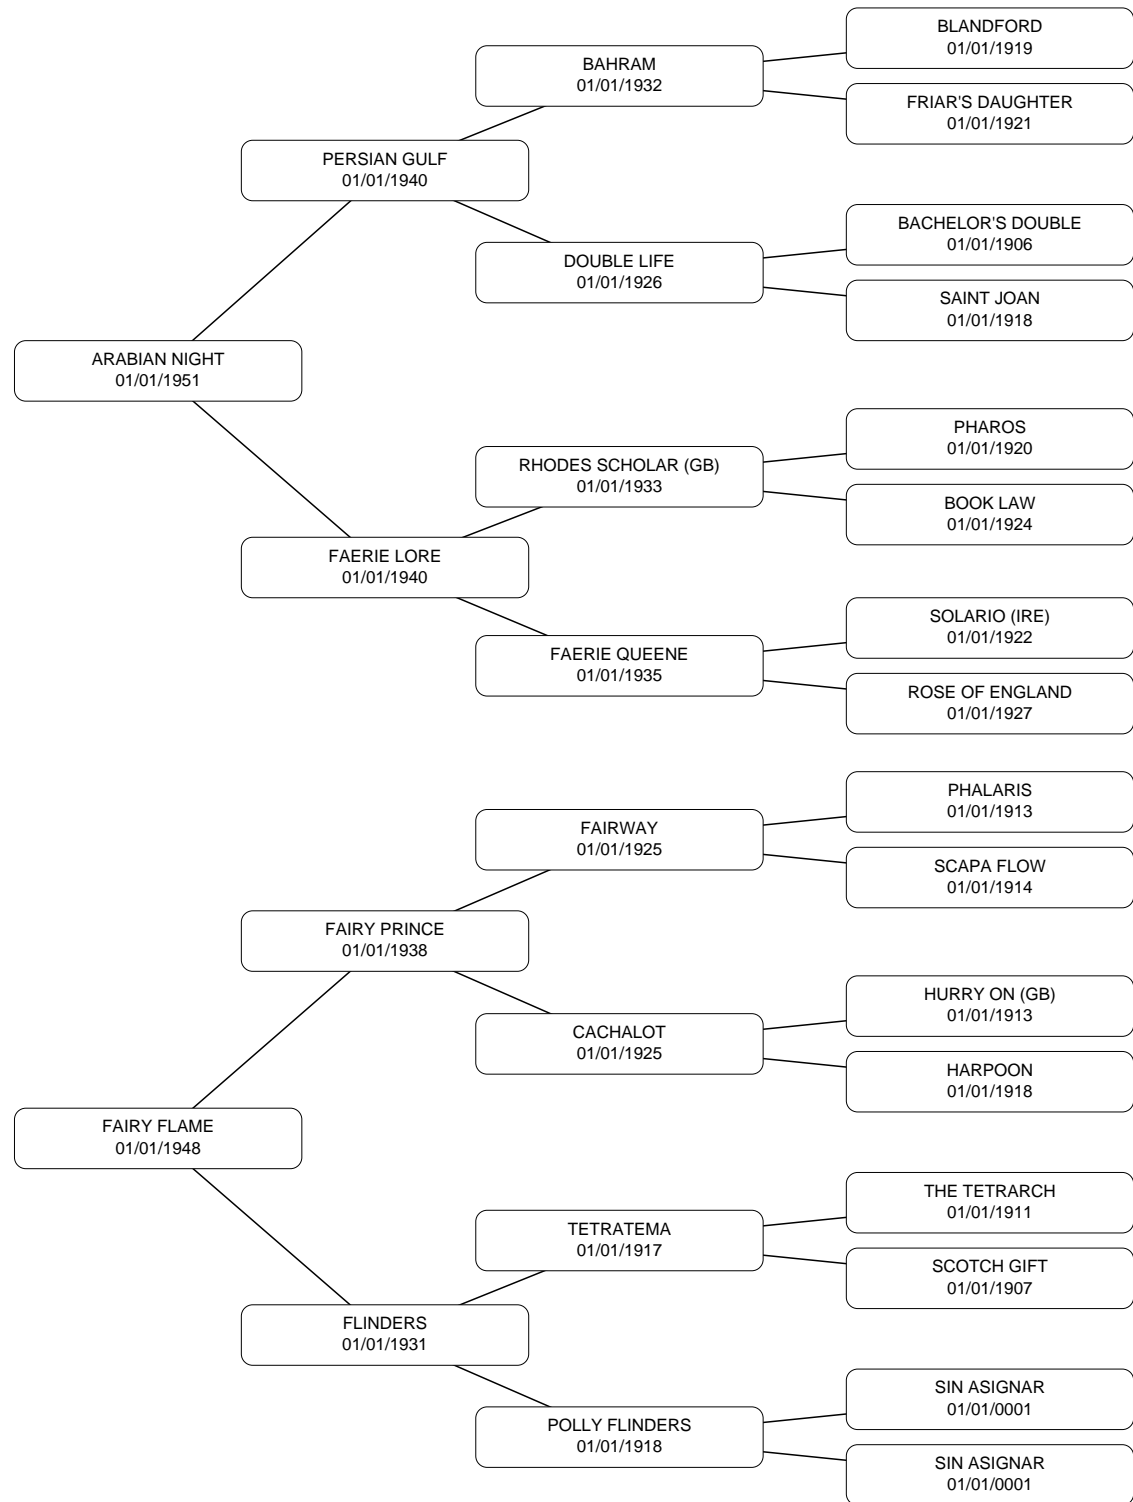 BLANDFORD
01/01/1919
BAHRAM
01/01/1932
FRIAR'S DAUGHTER
01/01/1921
PERSIAN GULF
01/01/1940
BACHELOR'S DOUBLE
01/01/1906
DOUBLE LIFE
01/01/1926
SAINT JOAN
01/01/1918
ARABIAN NIGHT
01/01/1951
PHAROS
01/01/1920
RHODES SCHOLAR (GB)
01/01/1933
BOOK LAW
01/01/1924
FAERIE LORE
01/01/1940
SOLARIO (IRE)
01/01/1922
FAERIE QUEENE
01/01/1935
ROSE OF ENGLAND
01/01/1927
PHALARIS
01/01/1913
FAIRWAY
01/01/1925
SCAPA FLOW
01/01/1914
FAIRY PRINCE
01/01/1938
HURRY ON (GB)
01/01/1913
CACHALOT
01/01/1925
HARPOON
01/01/1918
FAIRY FLAME
01/01/1948
THE TETRARCH
01/01/1911
TETRATEMA
01/01/1917
SCOTCH GIFT
01/01/1907
FLINDERS
01/01/1931
SIN ASIGNAR
01/01/0001
POLLY FLINDERS
01/01/1918
SIN ASIGNAR
01/01/0001